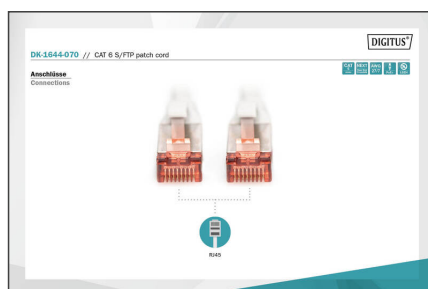 DIGITUS®
DK-1644-070 // CAT 6 S/FTP patch cord
Anschlüsse
Connections
RJ45